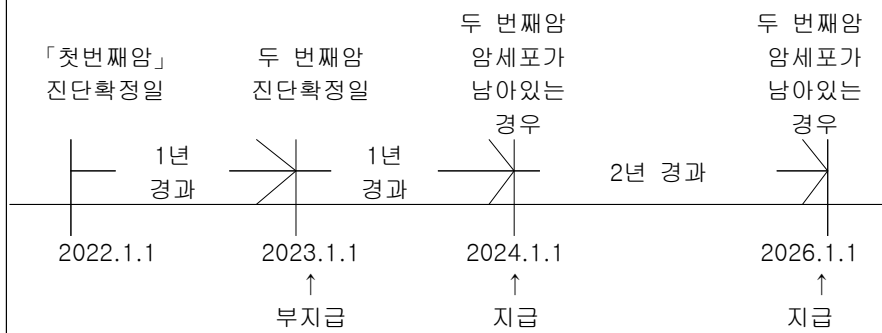 「첫번째암」
진단확정일
두 번째암
진단확정일
두 번째암
암세포가
남아있는
경우
두 번째암
암세포가
남아있는
경우
1년
경과
1년
경과
2년 경과
2022.1.1
2023.1.1
2024.1.1
2026.1.1
↑
↑
↑
부지급
지급
지급